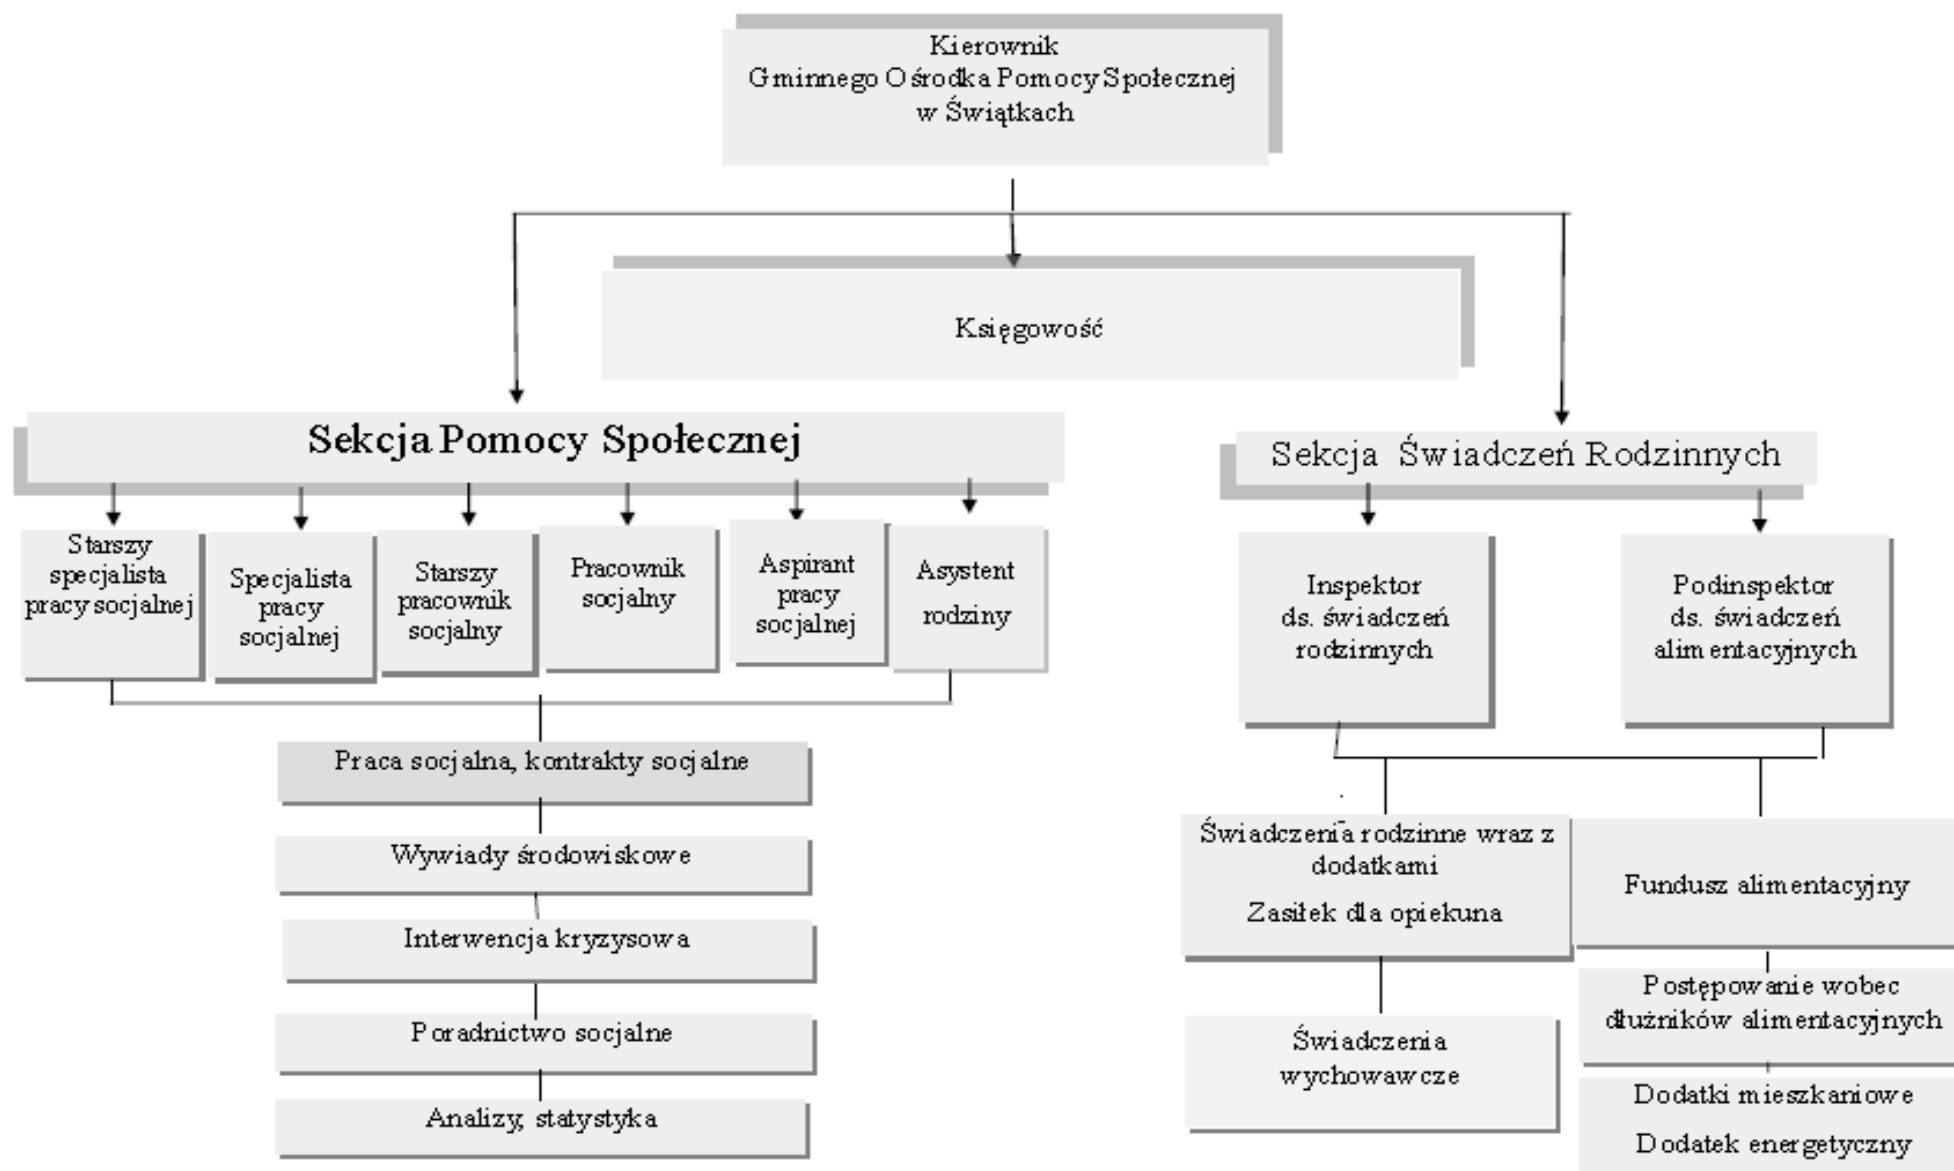 Kierownik
Gminnego Ośrodka Pomocy Społecznej
w Świątkach
Księgowość
Sekcja Pomocy Społecznej
Sekcja Świadczeń Rodzinnych
Starszy
specjalista
pracy socjalnej
Specjalista
pracy
socjalnej
Starszy
pracownik
socjalny
Pracownik
socjalny
Aspirant
pracy
socjalnej
Asystent
rodziny
Inspektor
ds. świadczeń
rodzinnych
Podinspektor
ds. świadczeń
alimentacyjnych
Praca socjalna, kontrakty socjalne
Wywiady środowiskowe
Interwencja kryzysowa
Poradnictwo socjalne
Analizy, statystyka
Świadczenia rodzinne wraz z
dodatkami
Zasiłek dla opiekuna
Świadczenia
wychowawcze
Fundusz alimentacyjny
Postępowanie wobec
dłużników alimentacyjnych
Dodatki mieszkaniowe
Dodatek energetyczny